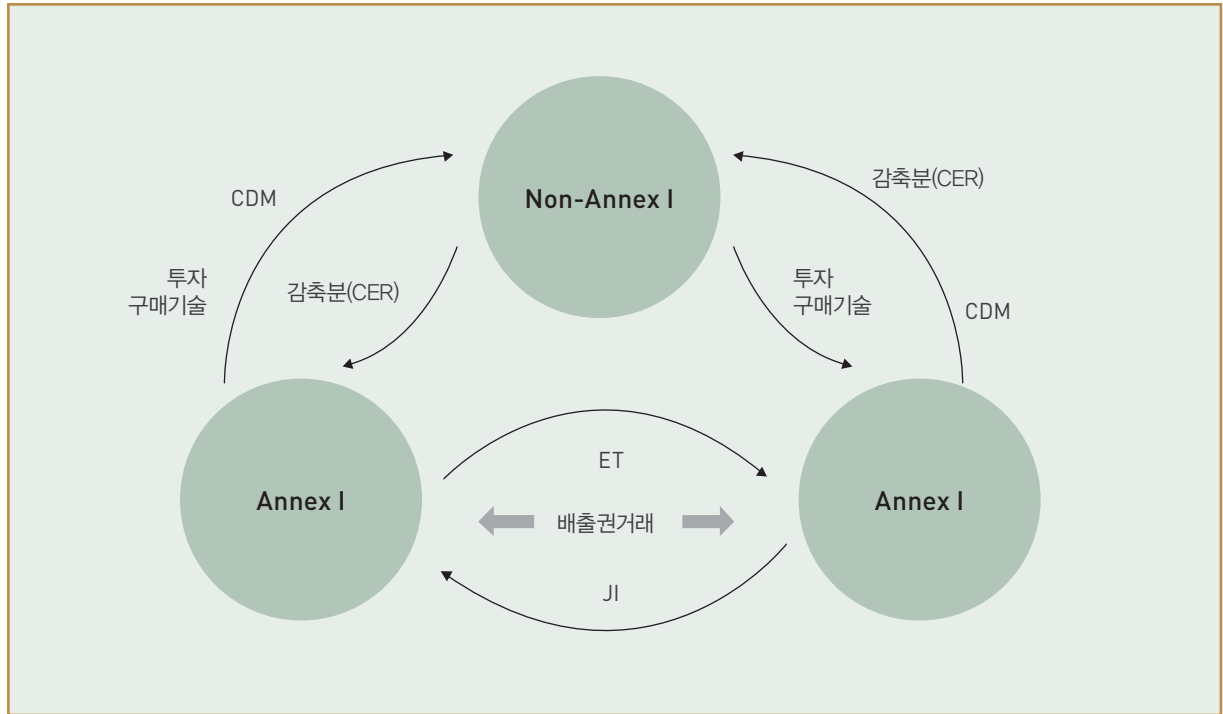 Non-Annex I
CDM
감축분(CER)
투자
구매기술
감축분(CER)
투자
구매기술
CDM
Annex I
ET
배출권거래
JI
Annex I